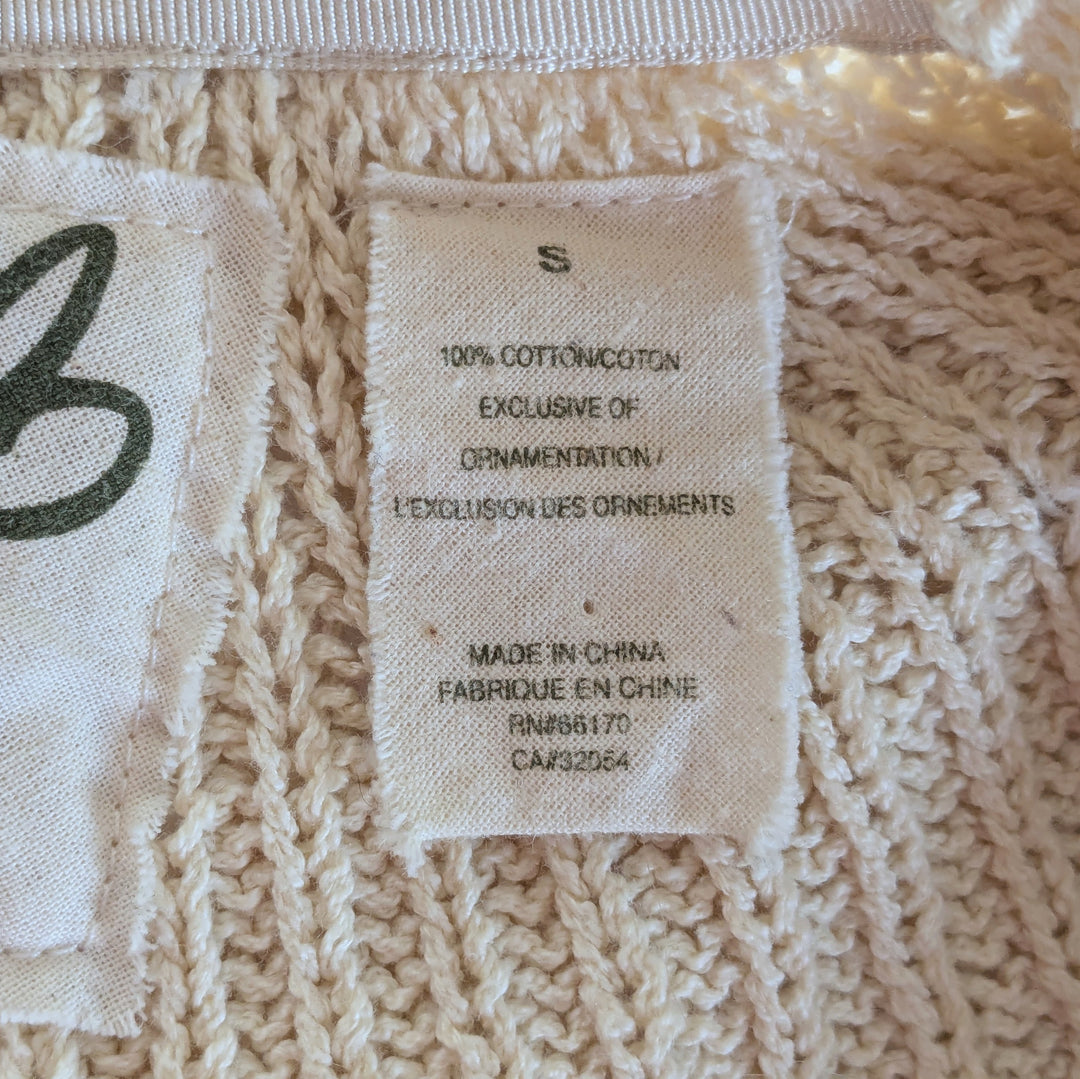 S
100% COTTON/COTON
EXCLUSIVE OF
ORNAMENTATION /
L'EXCLUSION DES ORNEMENTS
MADE IN CHINA
FABRIQUE EN CHINE
RN#66170
CA#32054